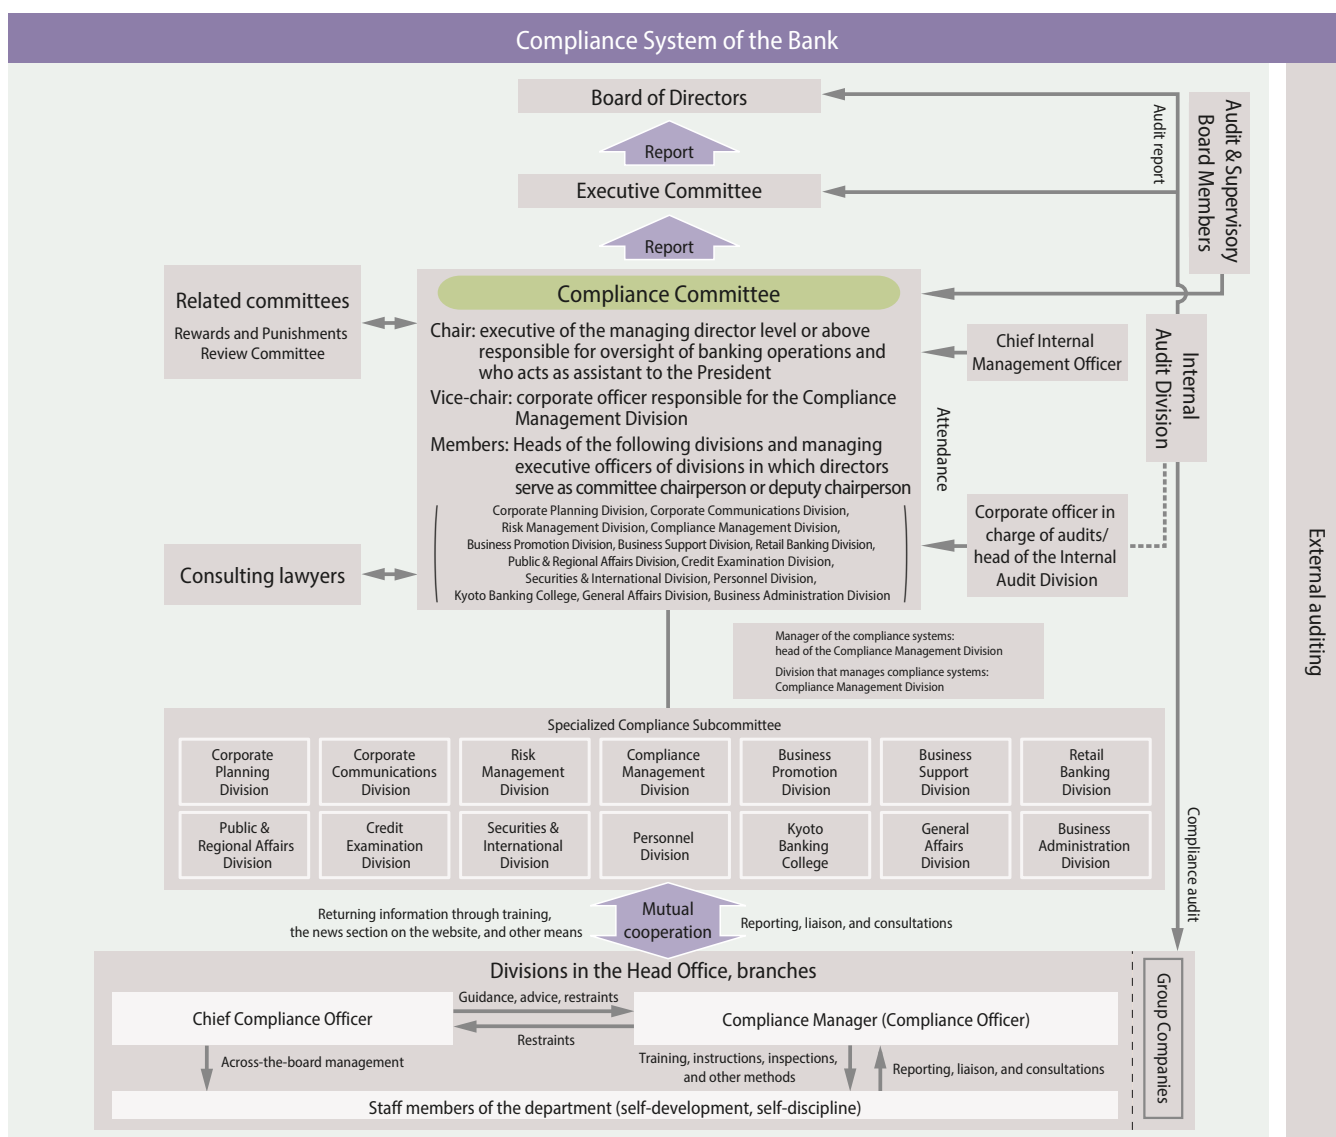 Compliance System of the Bank
Board of Directors
Report
Executive Committee
Report
Audit report
Audit & Supervisory
Board Members
Related committees
Rewards and Punishments
Review Committee
Compliance Committee
Chair: executive of the managing director level or above
responsible for oversight of banking operations and
who acts as assistant to the President
Vice-chair: corporate officer responsible for the Compliance
Management Division
Members: Heads of the following divisions and managing
executive officers of divisions in which directors
serve as committee chairperson or deputy chairperson
Corporate Planning Division, Corporate Communications Division,
Risk Management Division, Compliance Management Division,
Business Promotion Division, Business Support Division, Retail Banking Division,
Public & Regional Affairs Division, Credit Examination Division,
Securities & International Division, Personnel Division,
Kyoto Banking College, General Affairs Division, Business Administration Division
Consulting lawyers
Chief Internal
Management Officer
Attendance
Internal
Audit Division
Corporate officer in
charge of audits/
head of the Internal
Audit Division
External auditing
Manager of the compliance systems:
head of the Compliance Management Division
Division that manages compliance systems:
Compliance Management Division
Specialized Compliance Subcommittee
Corporate
Planning
Division
Corporate
Communications
Division
Risk
Management
Division
Compliance
Management
Division
Business
Promotion
Division
Business
Support
Division
Retail
Banking
Division
Public &
Regional Affairs
Division
Credit
Examination
Division
Securities &
International
Division
Personnel
Division
Kyoto
Banking
College
General
Affairs
Division
Business
Administration
Division
Compliance audit
Returning information through training,
the news section on the website, and other means
Mutual
cooperation
Reporting, liaison, and consultations
Divisions in the Head Office, branches
Chief Compliance Officer
Guidance, advice, restraints
Restraints
Compliance Manager (Compliance Officer)
Across-the-board management
Training, instructions, inspections,
and other methods
Reporting, liaison, and consultations
Staff members of the department (self-development, self-discipline)
Group Companies